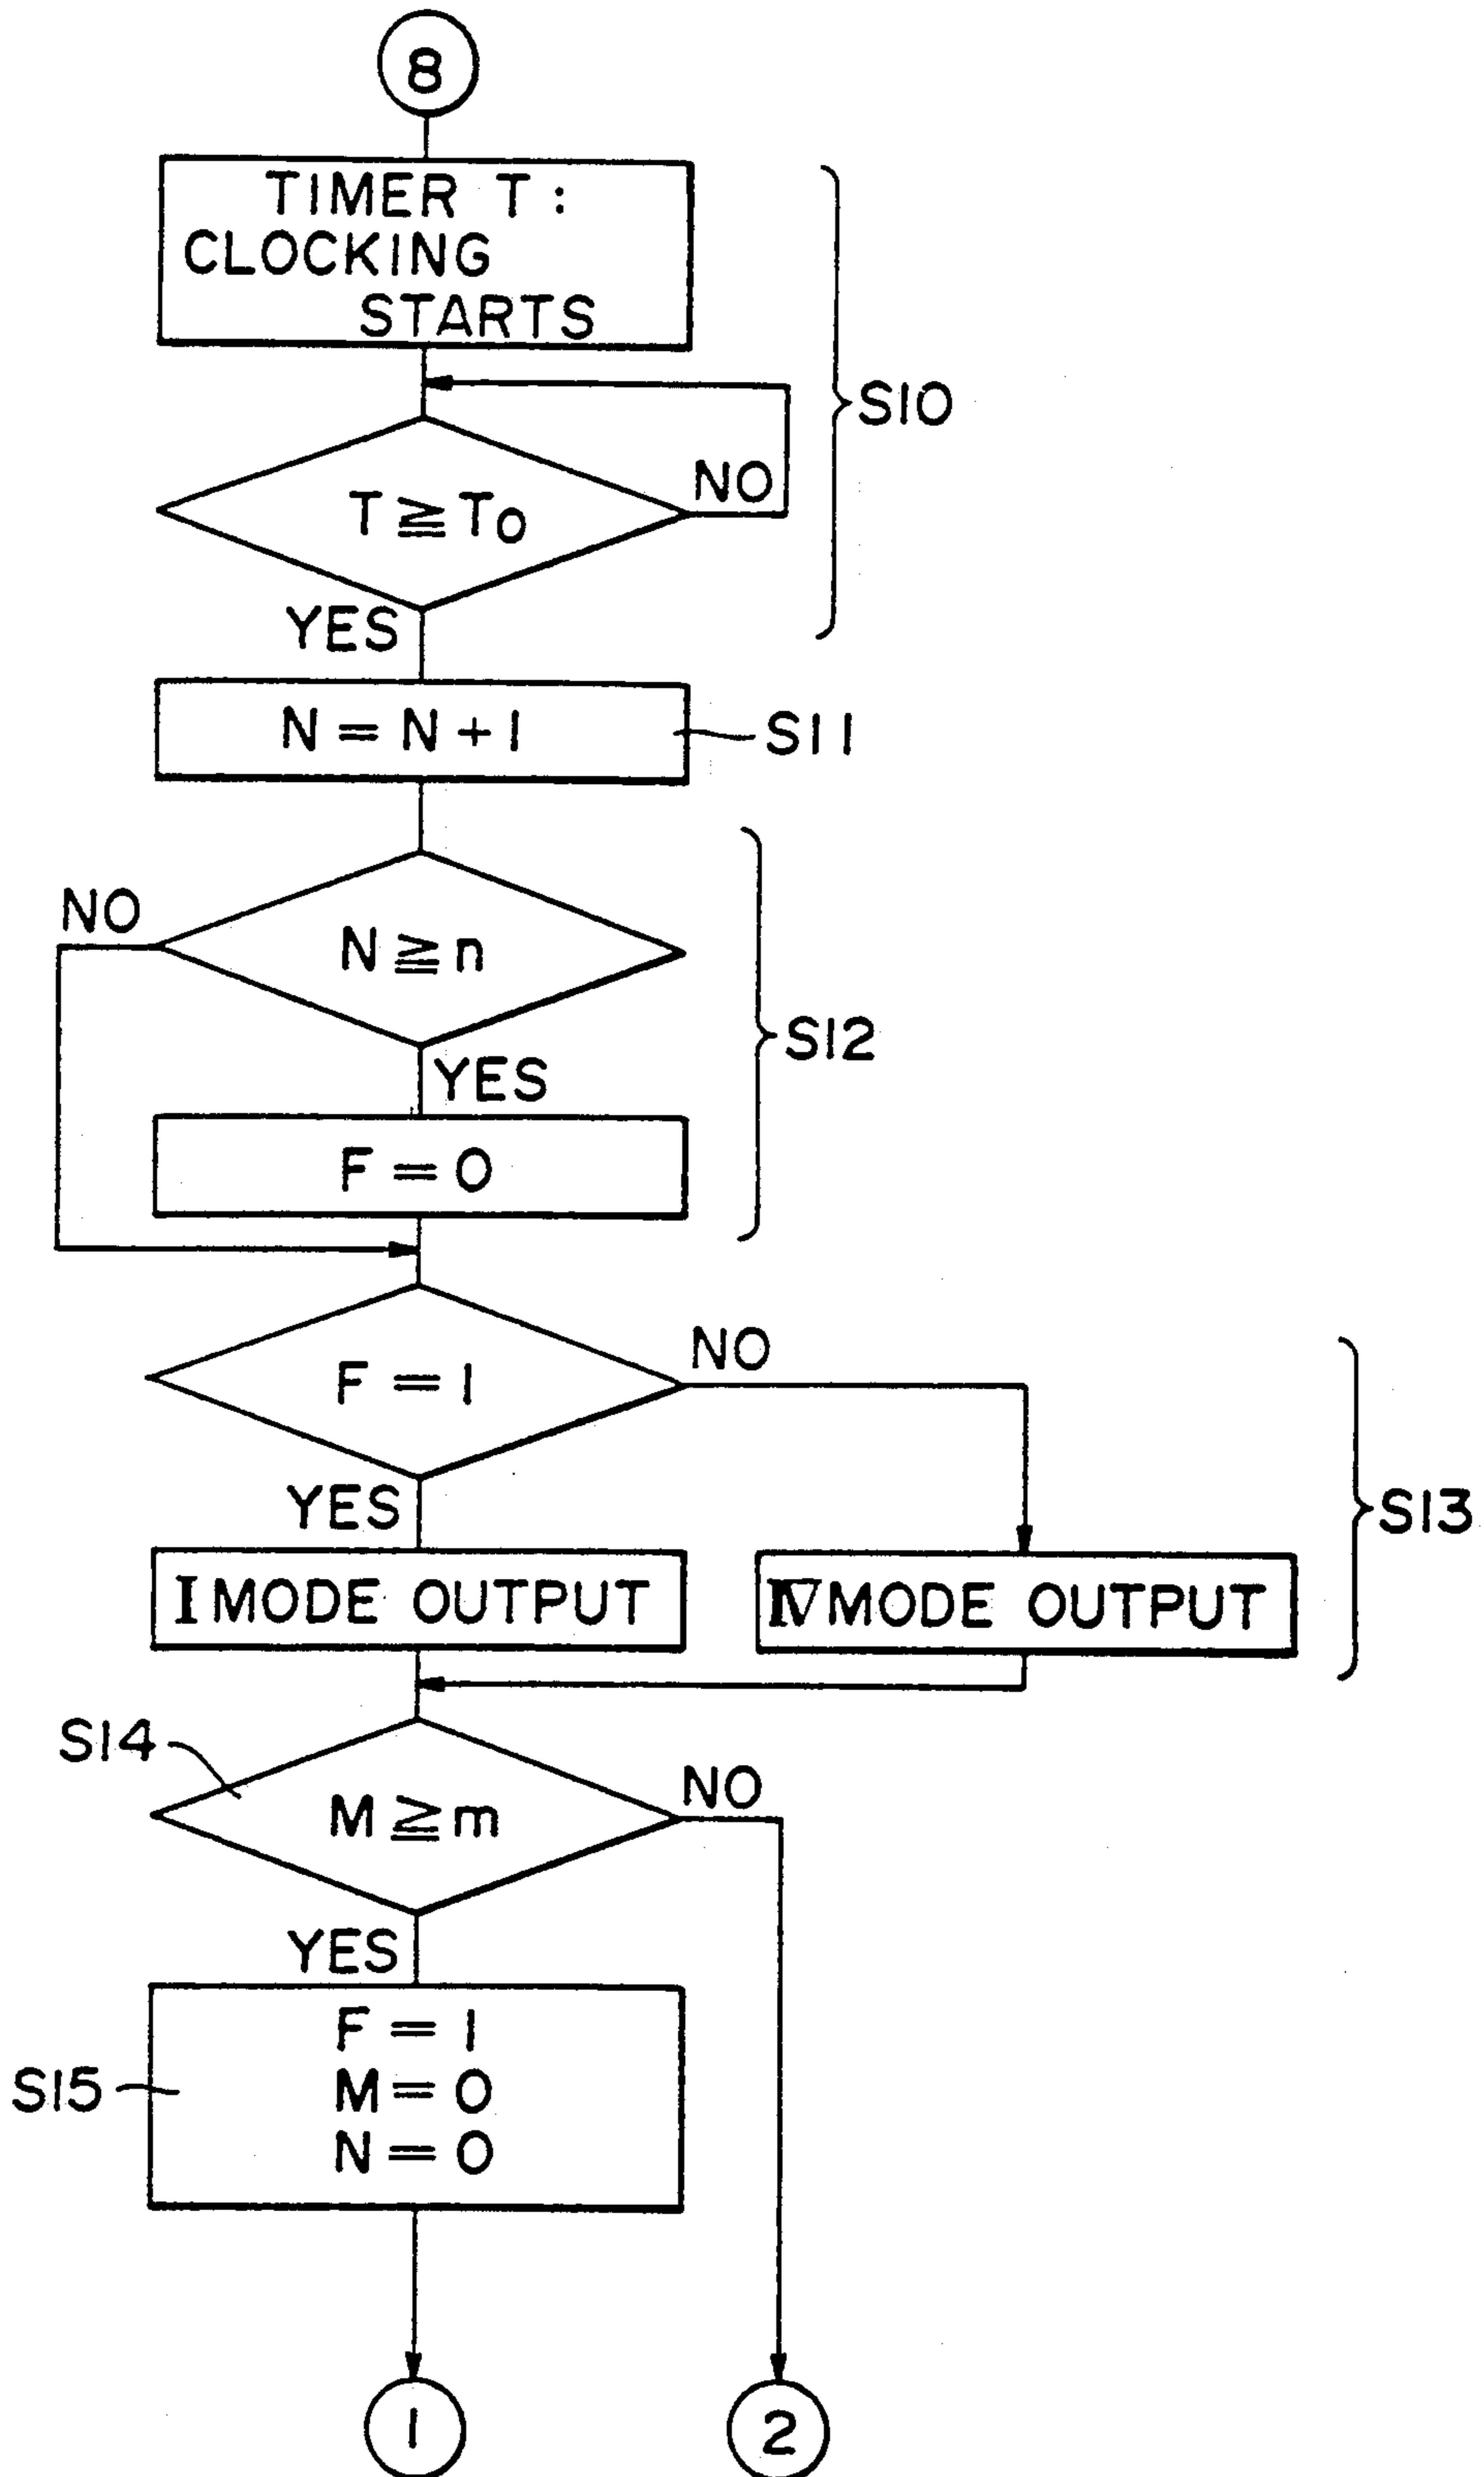 8
TIMER T:
CLOCKING
STARTS
S10
NO
T ≧ To
YES
N = N + 1
S11
NO
N ≧ n
S12
YES
F = 0
NO
F = 1
S13
YES
I MODE OUTPUT
IV MODE OUTPUT
S14
NO
M ≧ m
YES
F = 1
M = 0
S15
N = 0
1
2